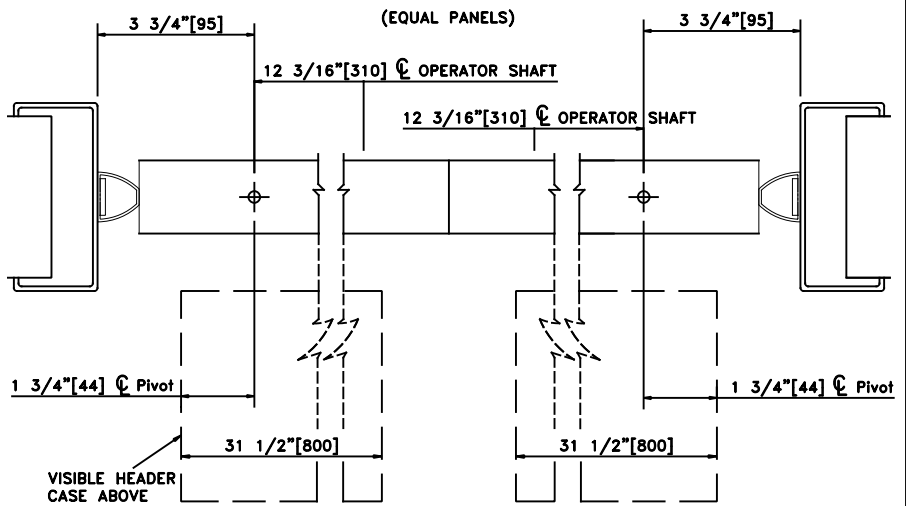 3 3/4"[95]
(EQUAL PANELS)
3 3/4"[95]
12 3/16"[310] ℄ OPERATOR SHAFT
12 3/16"[310] ℄ OPERATOR SHAFT
1 3/4"[44] ℄ Pivot
1 3/4"[44] ℄ Pivot
31 1/2"[800]
31 1/2"[800]
VISIBLE HEADER
CASE ABOVE